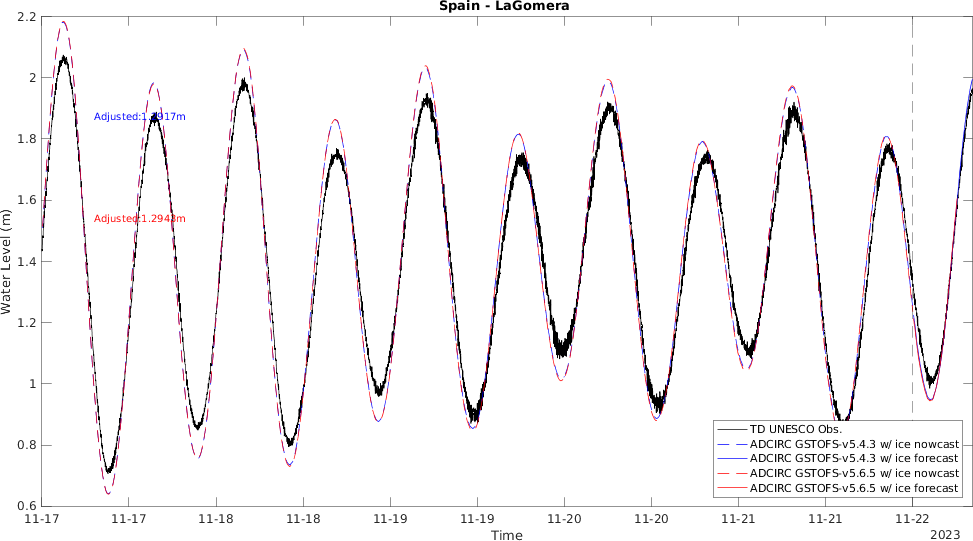 Spain - LaGomera
2.2
2
1.8
1.6
1.4
1.2
1
0.8
0.6
Water Level (m)
Adjusted:1.2917m
Adjusted:1.2943m
TD UNESCO Obs.
ADCIRC GSTOFS-v5.4.3 w/ ice nowcast
ADCIRC GSTOFS-v5.4.3 w/ ice forecast
ADCIRC GSTOFS-v5.6.5 w/ ice nowcast
ADCIRC GSTOFS-v5.6.5 w/ ice forecast
11-17 11-17 11-18 11-18 11-19 11-19 11-20 11-20 11-21 11-21 11-22
Time
2023